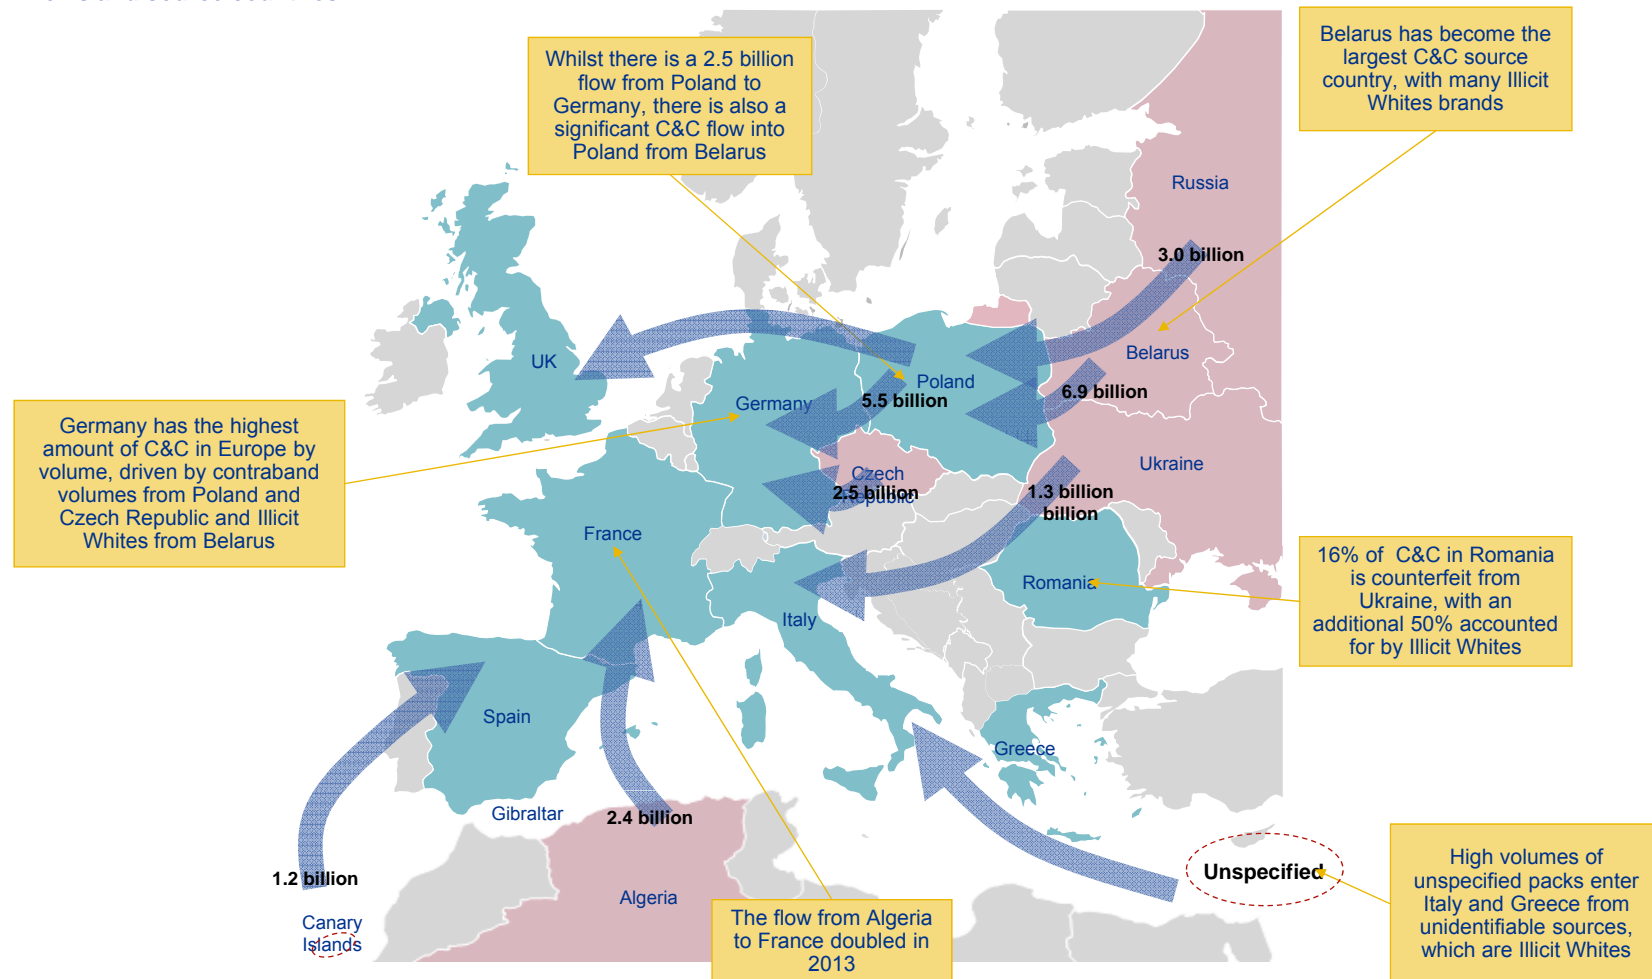 Whilst there is a 2.5 billion
flow from Poland to
Germany, there is also a
significant C&C flow into
Poland from Belarus
Belarus has become the
largest C&C source
country, with many Illicit
Whites brands
Russia
3.0 billion
UK
Belarus
Poland
6.9 billion
5.5 billion
Germany
Germany has the highest
amount of C&C in Europe by
volume, driven by contraband
volumes from Poland and
Czech Republic and Illicit
Whites from Belarus
Ukraine
Czech
Republic
2.5 billion
1.3 billion
billion
France
16% of C&C in Romania
is counterfeit from
Ukraine, with an
additional 50% accounted
for by Illicit Whites
Romania
Italy
Spain
Greece
Gibraltar
2.4 billion
1.2 billion
Unspecified
High volumes of
unspecified packs enter
Italy and Greece from
unidentifiable sources,
which are Illicit Whites
Algeria
Canary
Islands
The flow from Algeria
to France doubled in
2013